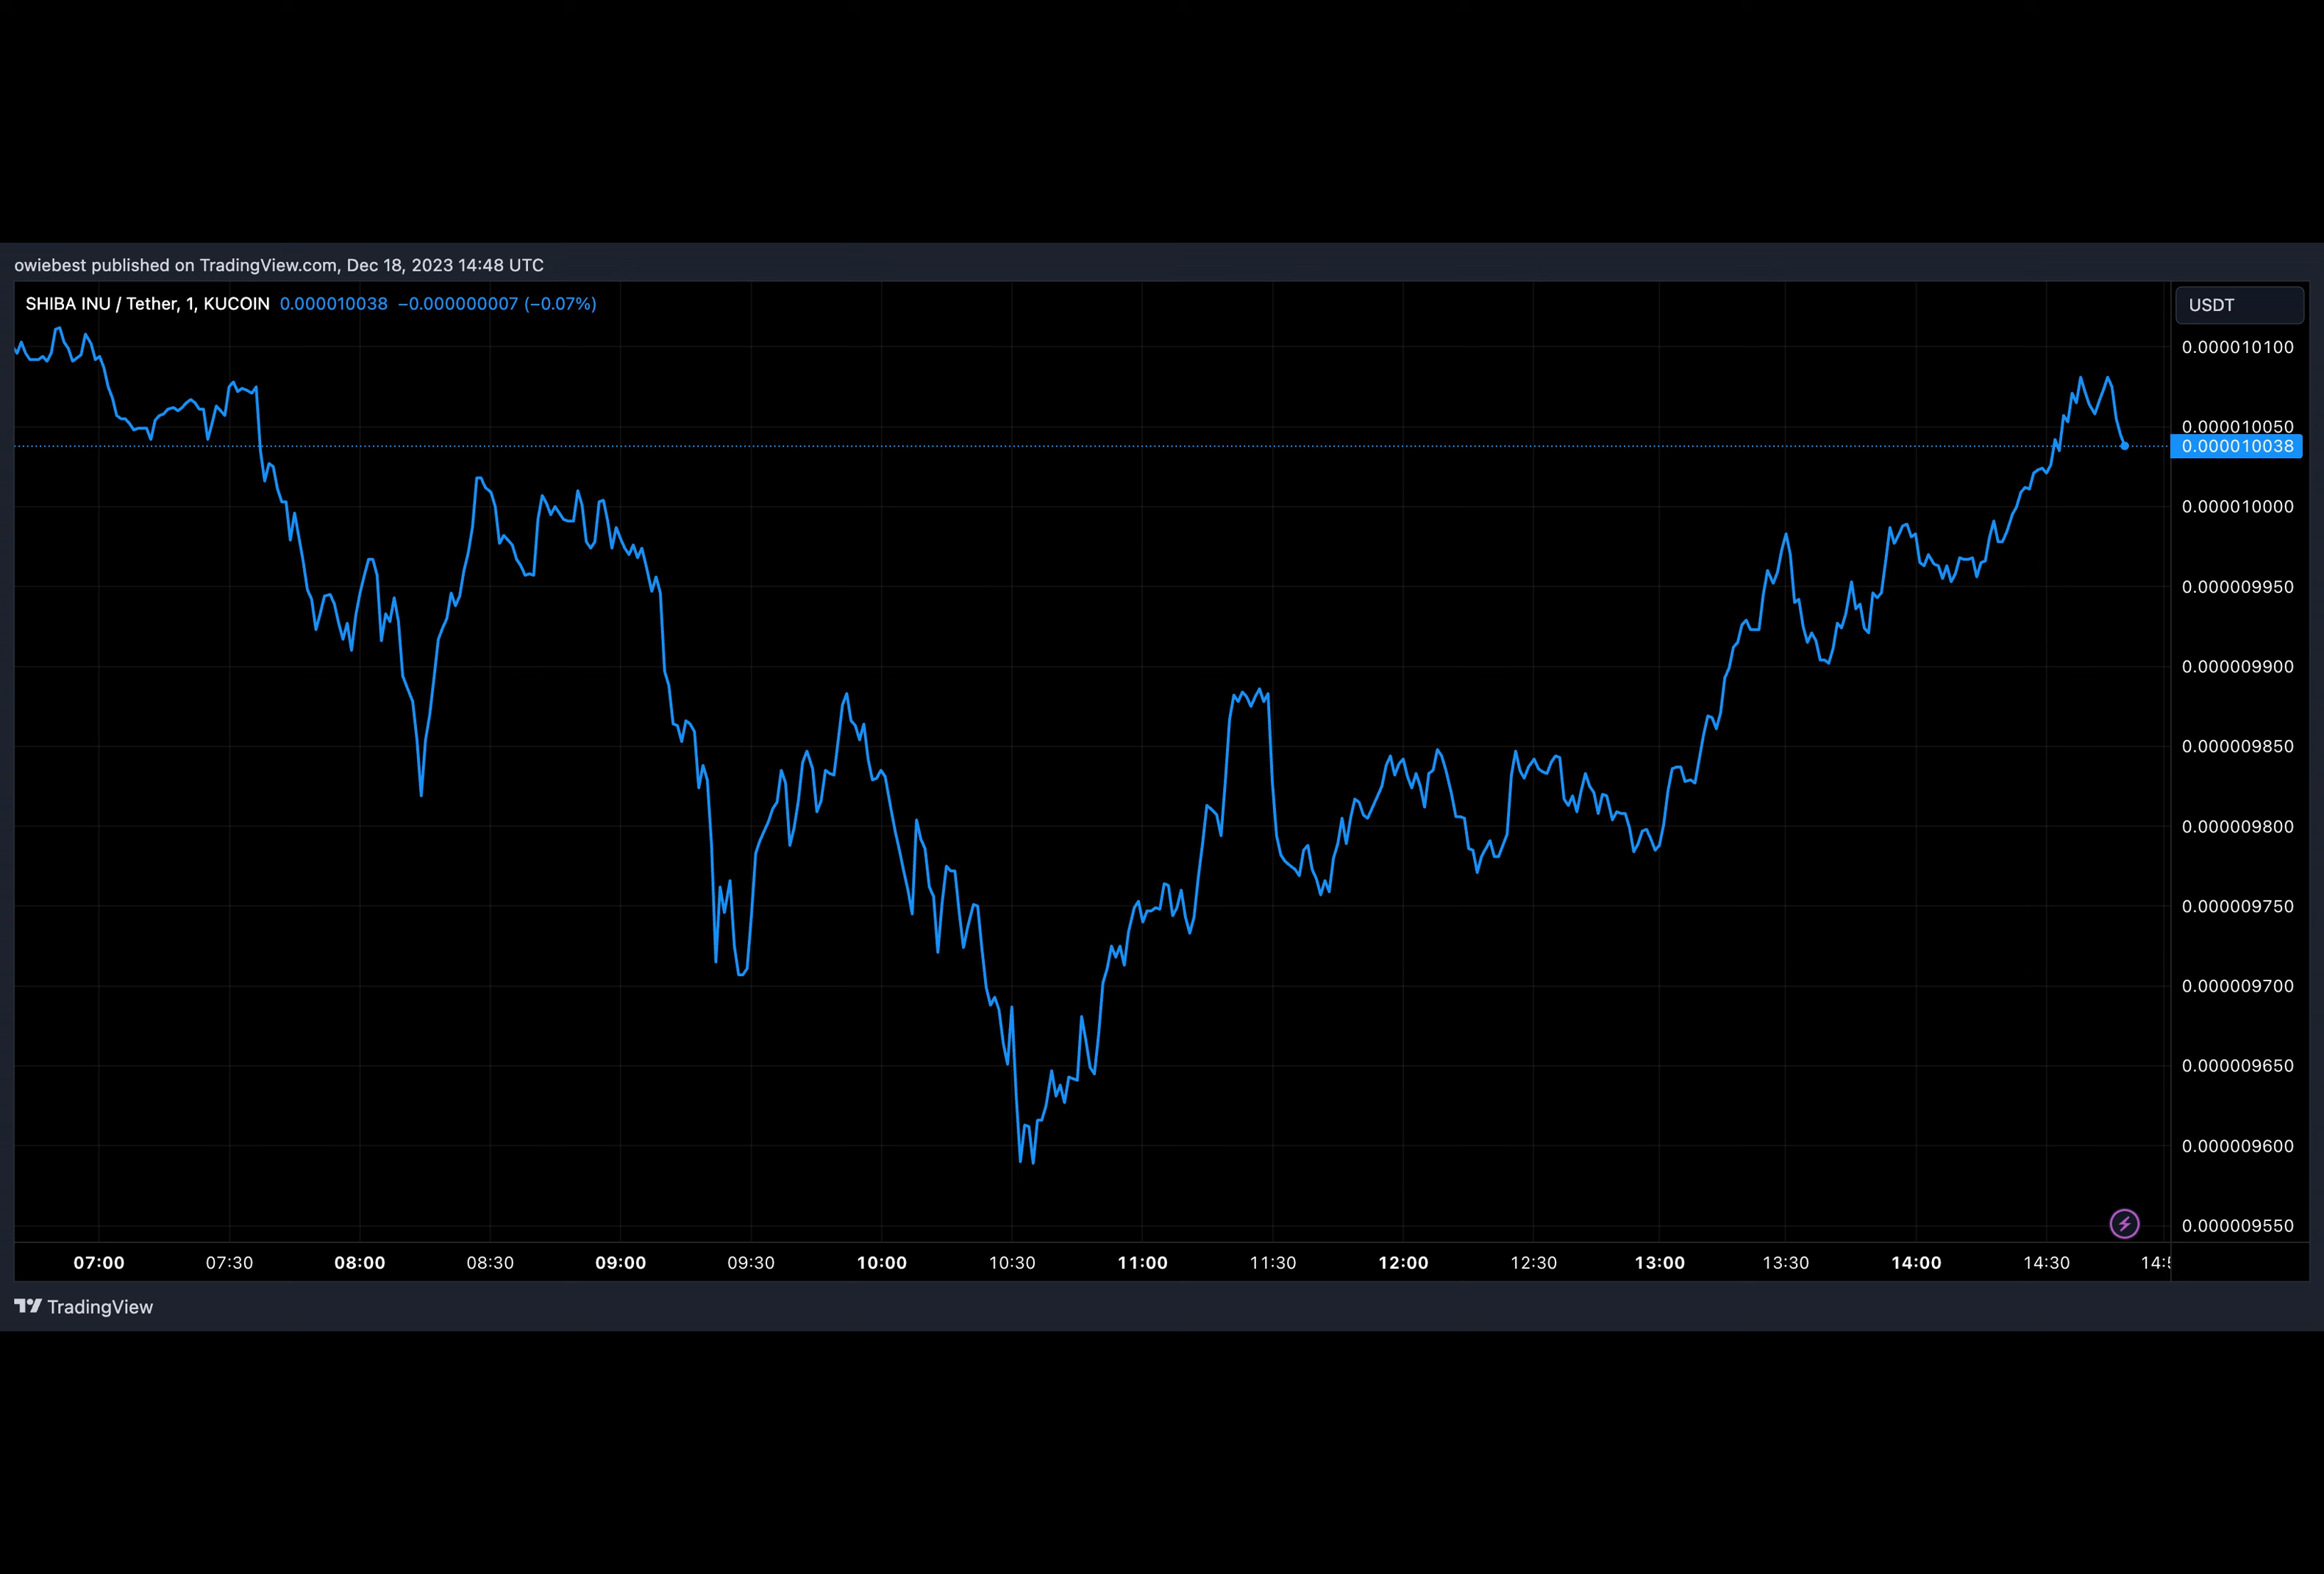 owiebest published on TradingView.com, Dec 18, 2023 14:48 UTC
SHIBA INU / Tether, 1, KUCOIN 0.000010038 −0.000000007 (−0.07%)
USDT
0.000010100
0.000010050
0.000010038
0.000010000
0.000009950
0.000009900
0.000009850
0.000009800
0.000009750
0.000009700
0.000009650
0.000009600
0.000009550
07:00 07:30 08:00 08:30 09:00 09:30 10:00 10:30 11:00 11:30 12:00 12:30 13:00 13:30 14:00 14:30
TradingView